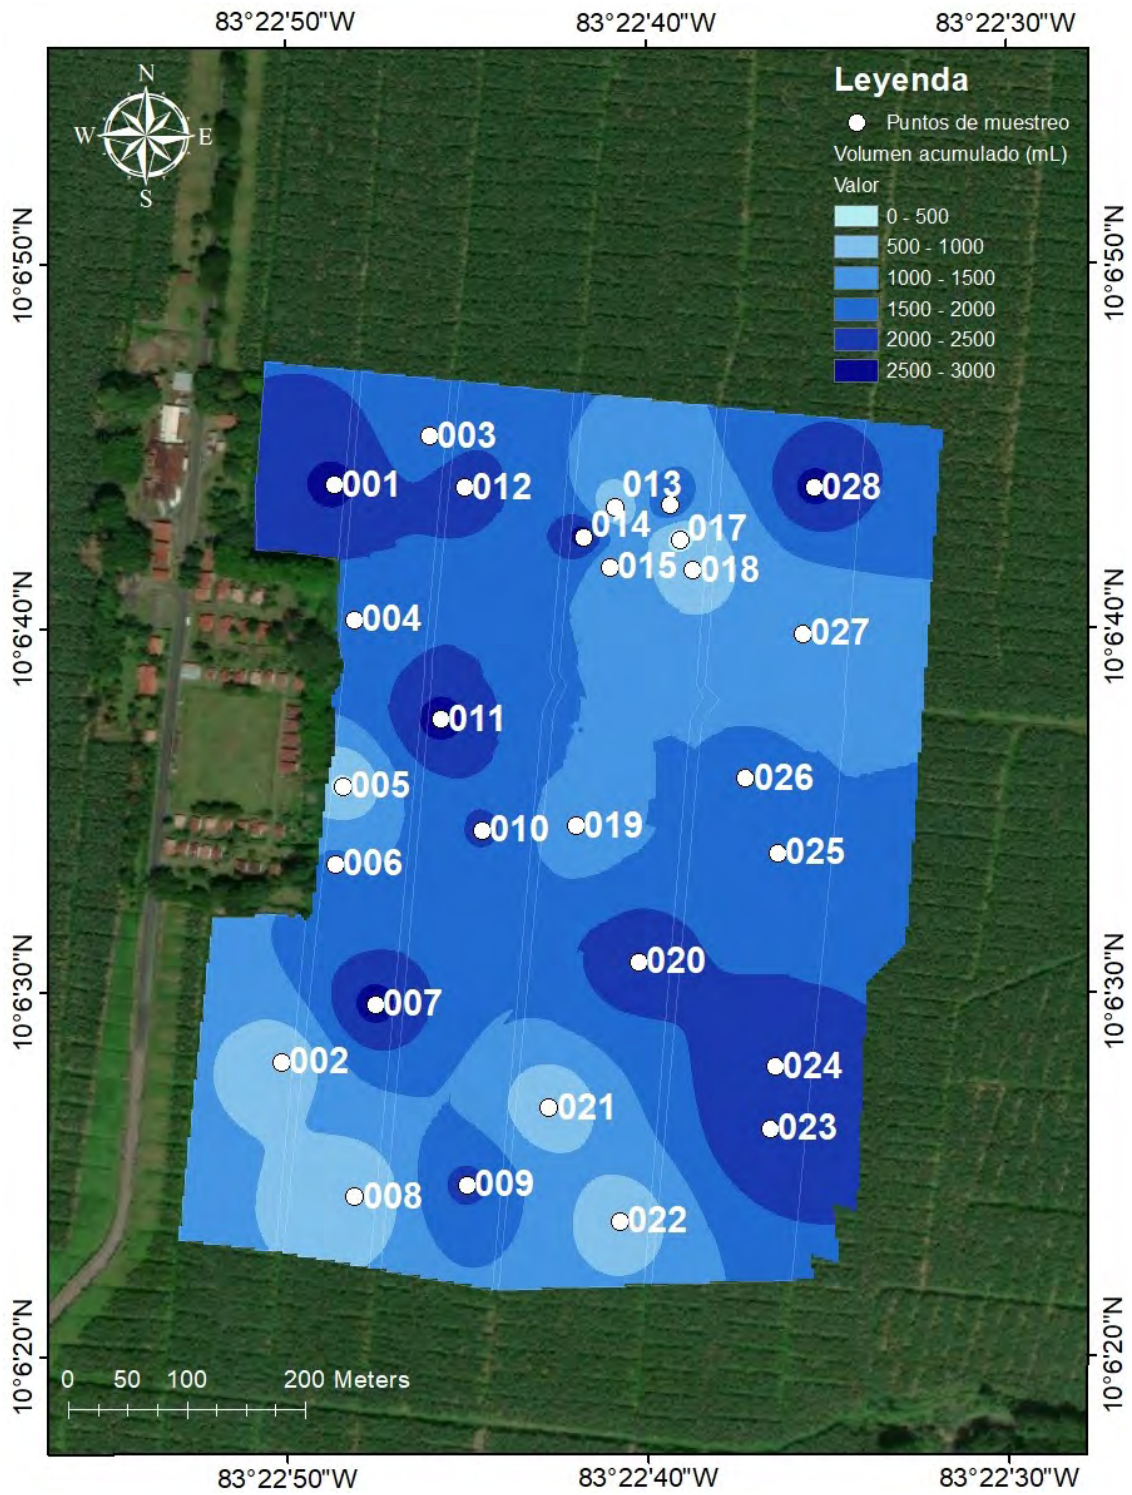 83°22'50"W 83°22'40"W 83°22'30"W
N
W E
S
Leyenda
Puntos de muestreo
Volumen acumulado (mL)
Valor
0 - 500
500 - 1000
1000 - 1500
1500 - 2000
2000 - 2500
2500 - 3000
10°6'50"N 10°6'50"N
003
001 012 013 028
014 017
015 018
004 027
10°6'40"N 10°6'40"N
011
005 026
010 019
006 025
020
10°6'30"N 10°6'30"N
007
002 024
021 023
008 009
022
10°6'20"N 10°6'20"N
0 50 100 200 Meters
83°22'50"W 83°22'40"W 83°22'30"W